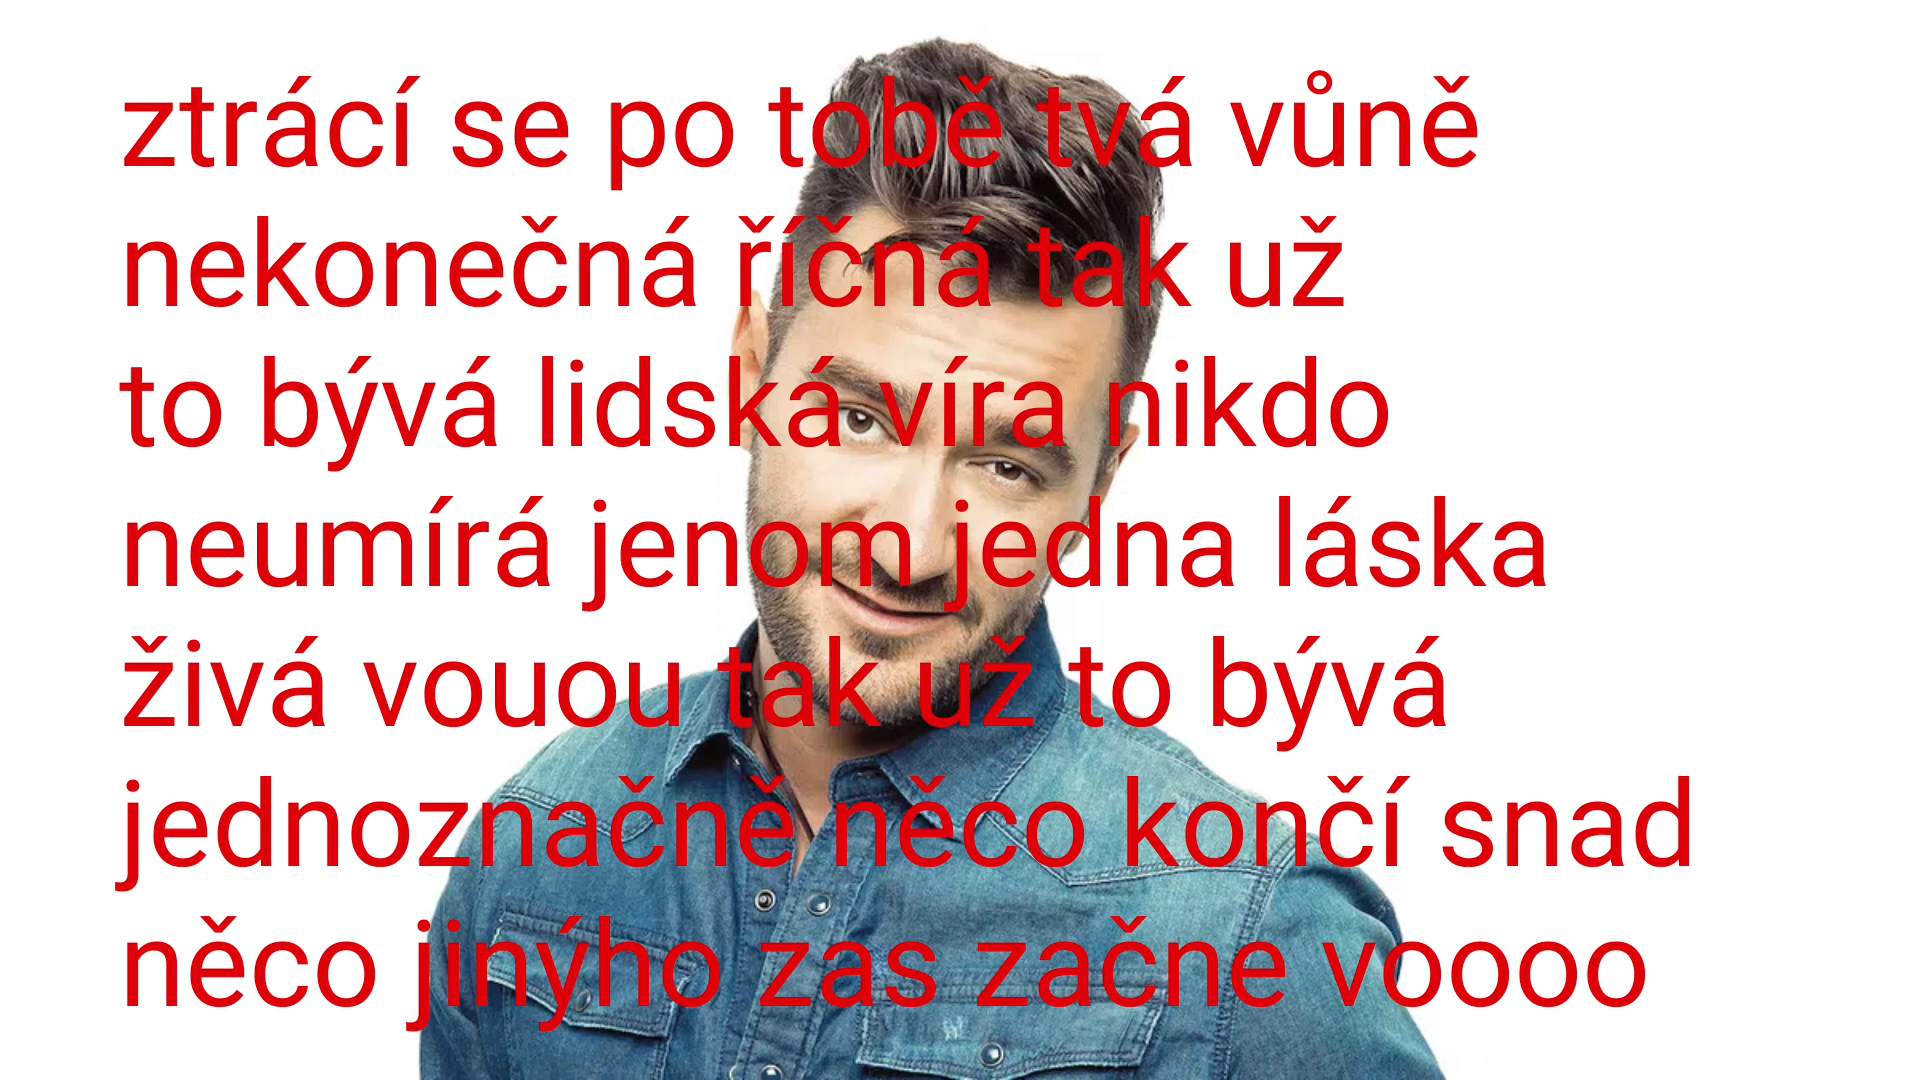 ztrácí se po tobě tvá vůně
nekonečná říčná tak už
to bývá lidská víra nikdo
neumírá jenom jedna láska
živá vouou tak už to bývá
jednoznačně něco končí snad
něco jinýho zas začne voooo